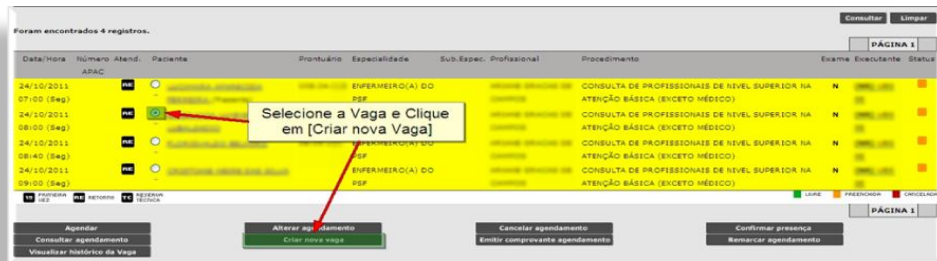 Consultar Limpar
Foram encontrados 4 registros.
PÁGINA 1
Data/Hora Número Atend. Paciente Prontuário Especialidade Sub.Espec. Profissional Procedimento Exame Executante Status
APAC
24/10/2011 RE ENFERMEIRO(A) DO CONSULTA DE PROFISSIONAIS DE NIVEL SUPERIOR NA N
07:00 (Seg) PSF ATENÇÃO BÁSICA (EXCETO MÉDICO)
24/10/2011 RE CONSULTA DE PROFISSIONAIS DE NIVEL SUPERIOR NA N
08:00 (Seg) ATENÇÃO BÁSICA (EXCETO MÉDICO)
Selecione a Vaga e Clique
em [Criar nova Vaga]
24/10/2011 RE ENFERMEIRO(A) DO CONSULTA DE PROFISSIONAIS DE NIVEL SUPERIOR NA N
08:40 (Seg) PSF ATENÇÃO BÁSICA (EXCETO MÉDICO)
24/10/2011 RE ENFERMEIRO(A) DO CONSULTA DE PROFISSIONAIS DE NIVEL SUPERIOR NA N
09:00 (Seg) PSF ATENÇÃO BÁSICA (EXCETO MÉDICO)
PRIMEIRA VEZ RE RETORNO TC RESERVA TÉCNICA LIVRE PREENCHIDA CANCELADA
PÁGINA 1
Agendar Alterar agendamento Cancelar agendamento Confirmar presença
Consultar agendamento Criar nova vaga Emitir comprovante agendamento Remarcar agendamento
Visualizar histórico da Vaga